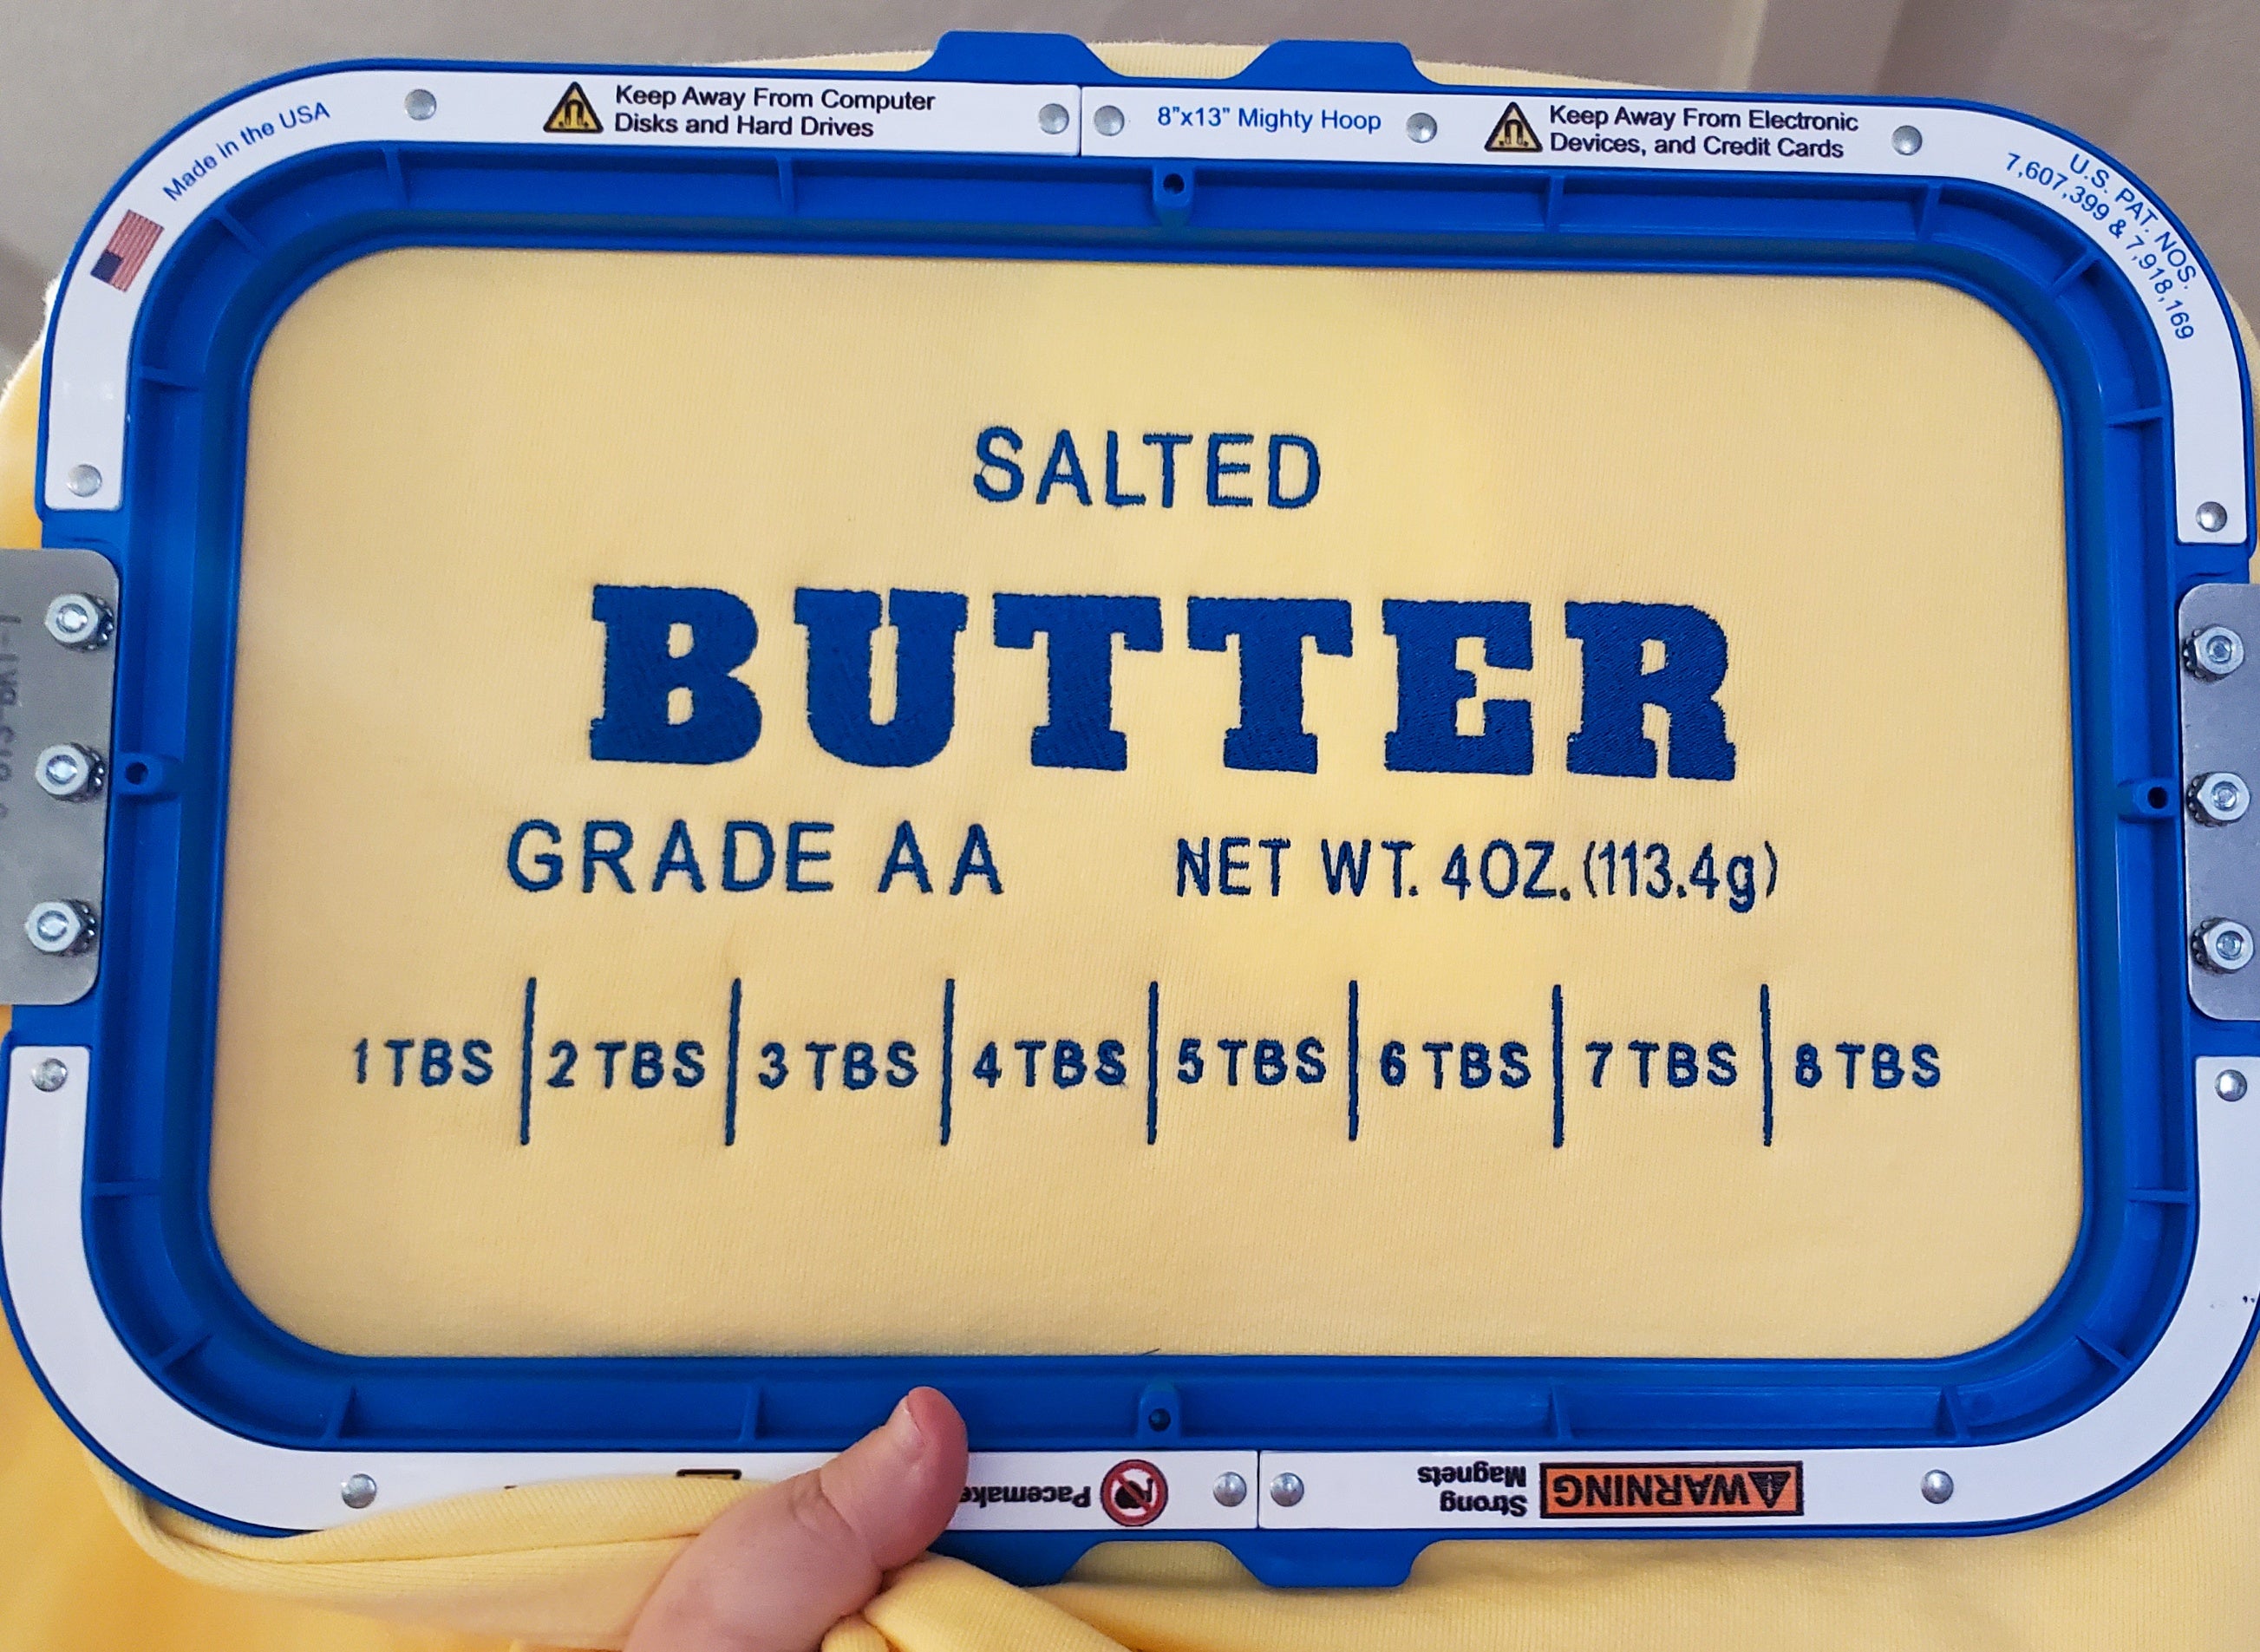 Made in the USA
Keep Away From Computer
Disks and Hard Drives
8"x13" Mighty Hoop
Keep Away From Electronic
Devices, and Credit Cards
U.S. PAT. NOS.
7,607,399 & 7,918,169
SALTED
BUTTER
GRADE AA NET WT. 4OZ.(113.4g)
1 TBS 2 TBS 3 TBS 4 TBS 5 TBS 6 TBS 7 TBS 8 TBS
WARNING
Strong
Magnets